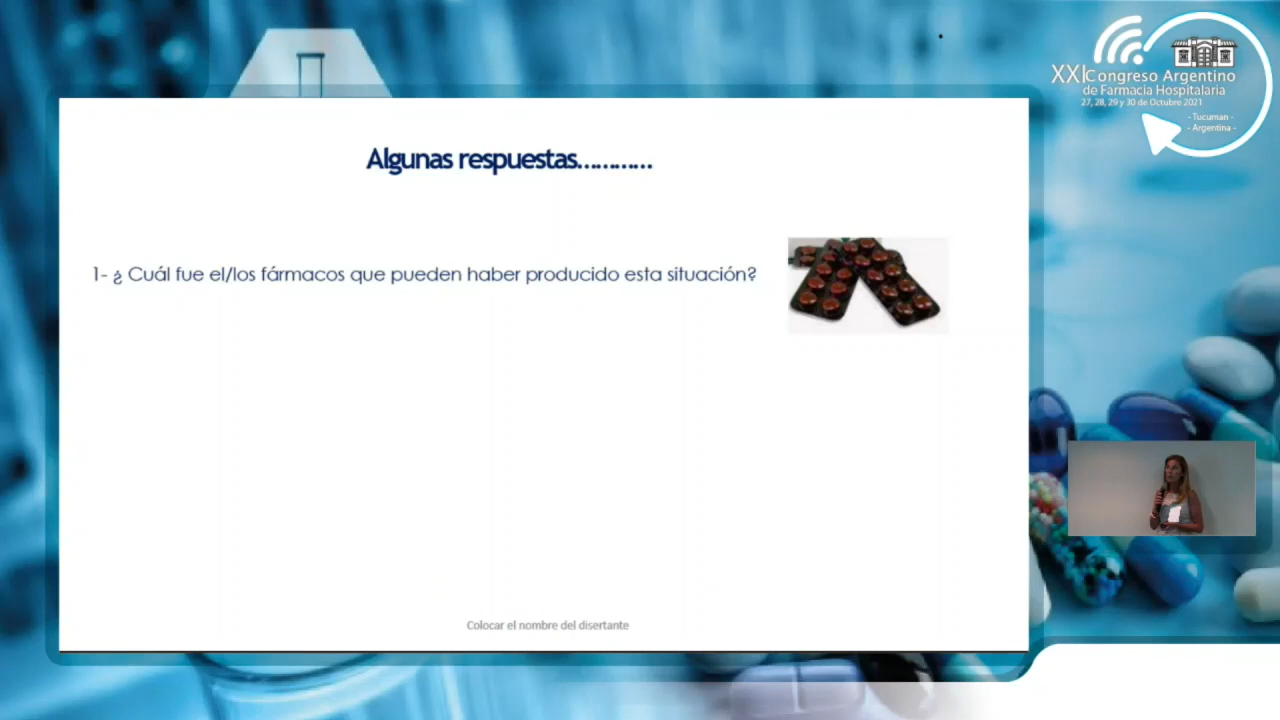 XXI Congreso Argentino
de Farmacia Hospitalaria
27, 28, 29 y 30 de Octubre 2021
- Tucuman -
- Argentina -
Algunas respuestas............
1- ¿ Cuál fue el/los fármacos que pueden haber producido esta situación?
Colocar el nombre del disertante